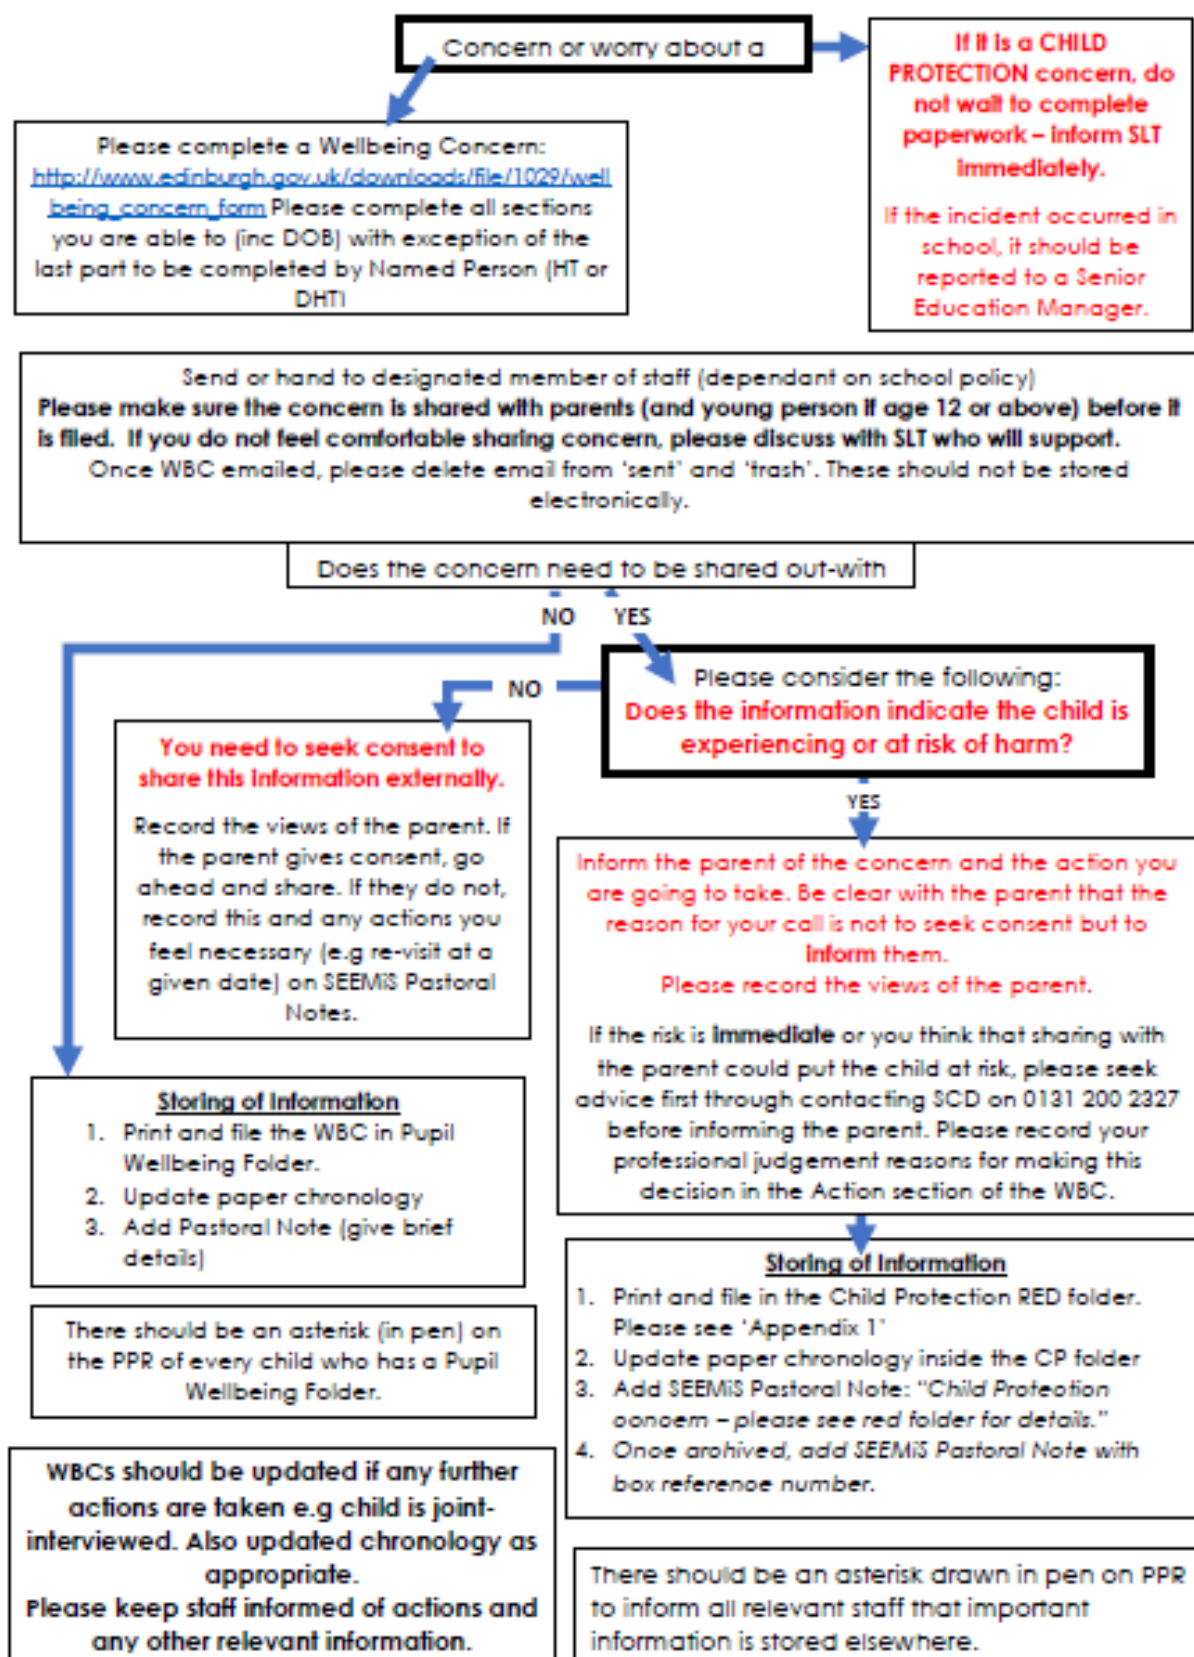 Concern or worry about a
If it is a CHILD
PROTECTION concern, do
not wait to complete
paperwork – inform SLT
immediately.
If the incident occurred in
school, it should be
reported to a Senior
Education Manager.
Please complete a Wellbeing Concern:
http://www.edinburgh.gov.uk/downloads/file/1029/well
being_concern_form Please complete all sections
you are able to (inc DOB) with exception of the
last part to be completed by Named Person (HT or
DHT)
Send or hand to designated member of staff (dependant on school policy)
Please make sure the concern is shared with parents (and young person if age 12 or above) before it
is filed. If you do not feel comfortable sharing concern, please discuss with SLT who will support.
Once WBC emailed, please delete email from ‘sent’ and ‘trash’. These should not be stored
electronically.
Does the concern need to be shared out-with
NO
YES
Please consider the following:
Does the information indicate the child is
experiencing or at risk of harm?
NO
You need to seek consent to
share this information externally.
Record the views of the parent. If
the parent gives consent, go
ahead and share. If they do not,
record this and any actions you
feel necessary (e.g re-visit at a
given date) on SEEMiS Pastoral
Notes.
YES
Inform the parent of the concern and the action you
are going to take. Be clear with the parent that the
reason for your call is not to seek consent but to
inform them.
Please record the views of the parent.
If the risk is immediate or you think that sharing with
the parent could put the child at risk, please seek
advice first through contacting SCD on 0131 200 2327
before informing the parent. Please record your
professional judgement reasons for making this
decision in the Action section of the WBC.
Storing of Information
1. Print and file the WBC in Pupil
Wellbeing Folder.
2. Update paper chronology
3. Add Pastoral Note (give brief
details)
There should be an asterisk (in pen) on
the PPR of every child who has a Pupil
Wellbeing Folder.
Storing of Information
1. Print and file in the Child Protection RED folder.
Please see ‘Appendix 1’
2. Update paper chronology inside the CP folder
3. Add SEEMiS Pastoral Note: “Child Protection
concern – please see red folder for details.”
4. Once archived, add SEEMiS Pastoral Note with
box reference number.
WBCs should be updated if any further
actions are taken e.g child is joint-
interviewed. Also updated chronology as
appropriate.
Please keep staff informed of actions and
any other relevant information.
There should be an asterisk drawn in pen on PPR
to inform all relevant staff that important
information is stored elsewhere.